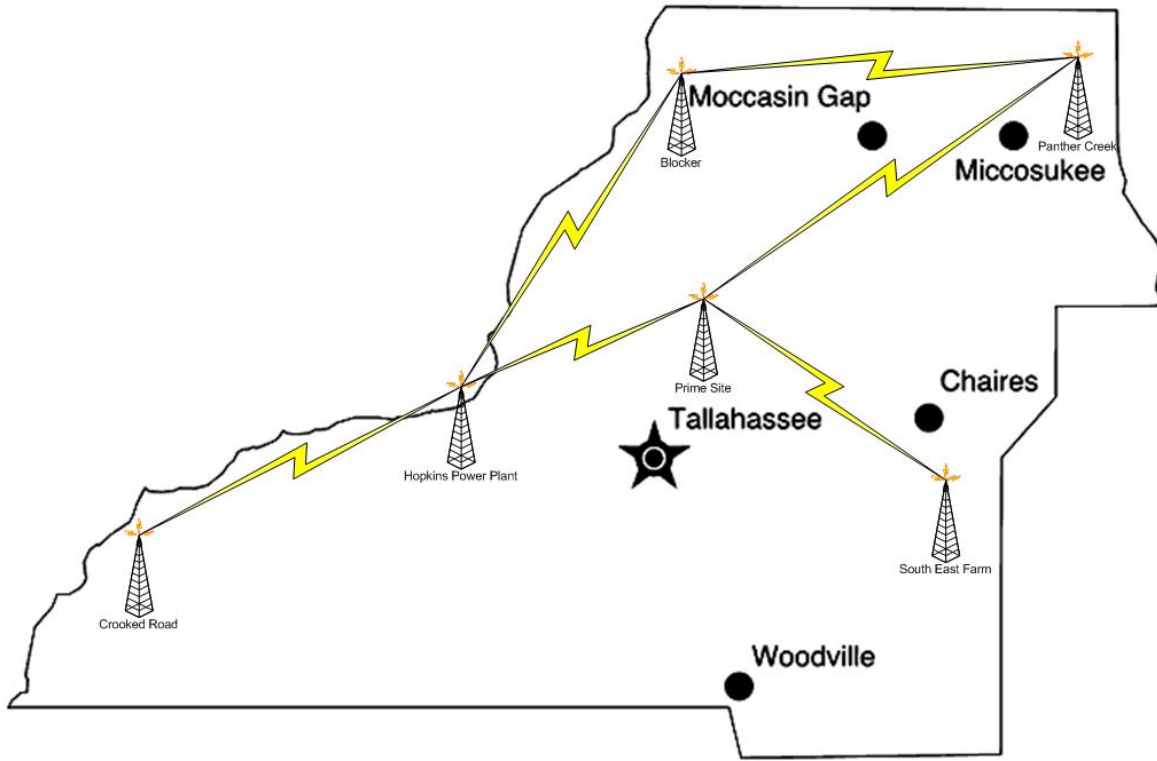 Moccasin Gap
Blocker
Panther Creek
Miccosukee
Prime Site
Chaires
Tallahassee
Hopkins Power Plant
South East Farm
Crooked Road
Woodville